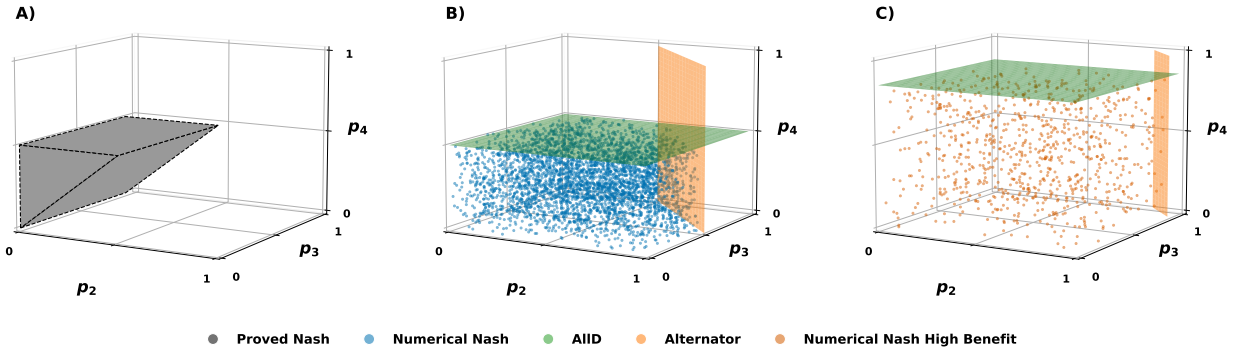 A)
1
p4
0
1
p3
0
1
0
p2
B)
1
p4
0
1
p3
0
1
0
p2
C)
1
p4
0
1
p3
0
1
0
p2
Proved Nash
Numerical Nash
AllD
Alternator
Numerical Nash High Benefit